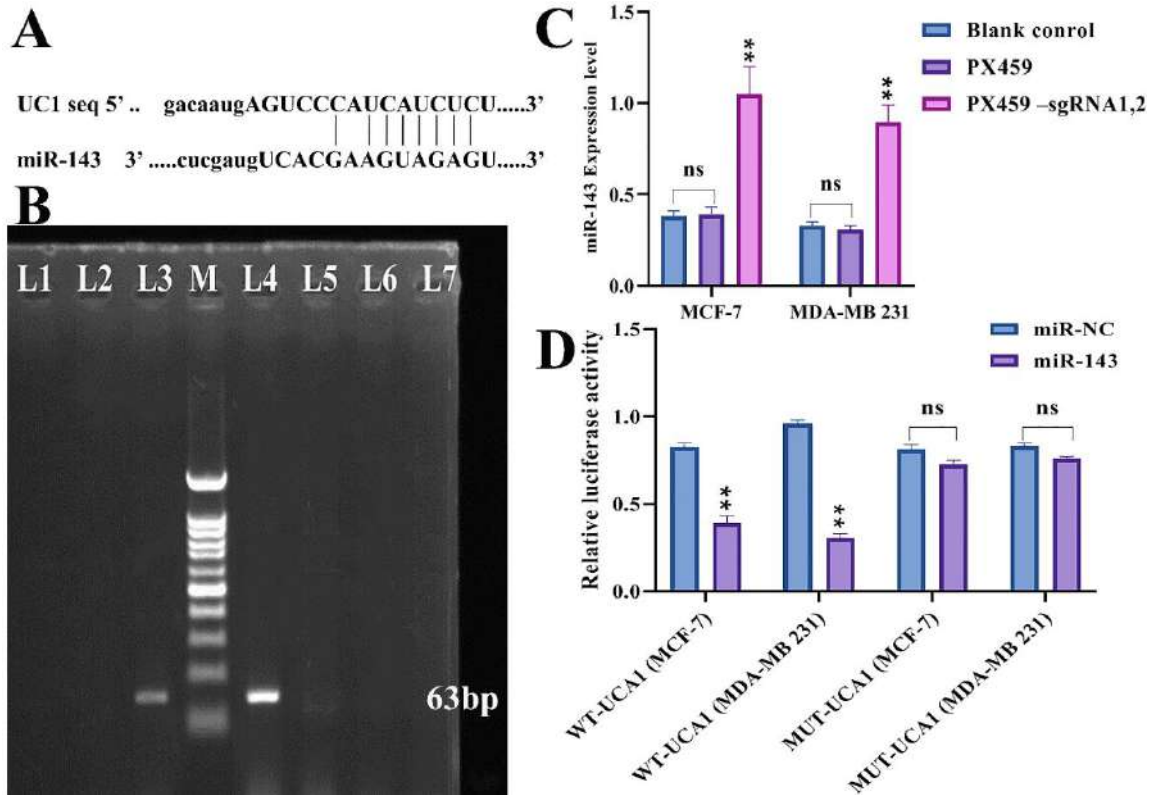 A
UC1 seq 5’ .. gacaaugAGUCCCAUCAUCUCU.....3’
miR-143 3’ .....cucgaugUCACGAAGUAGAGU.....3’
B
L1 L2 L3 M L4 L5 L6 L7
63bp
C
miR-143 Expression level
1.5
1.0
0.5
0.0
** **
ns ns
MCF-7 MDA-MB 231
Blank conrol
PX459
PX459 –sgRNA1,2
D
Relative luciferase activity
1.5
1.0
0.5
0.0
miR-NC
miR-143
** ** ns ns
WT-UCA1 (MCF-7)
WT-UCA1 (MDA-MB 231)
MUT-UCA1 (MCF-7)
MUT-UCA1 (MDA-MB 231)